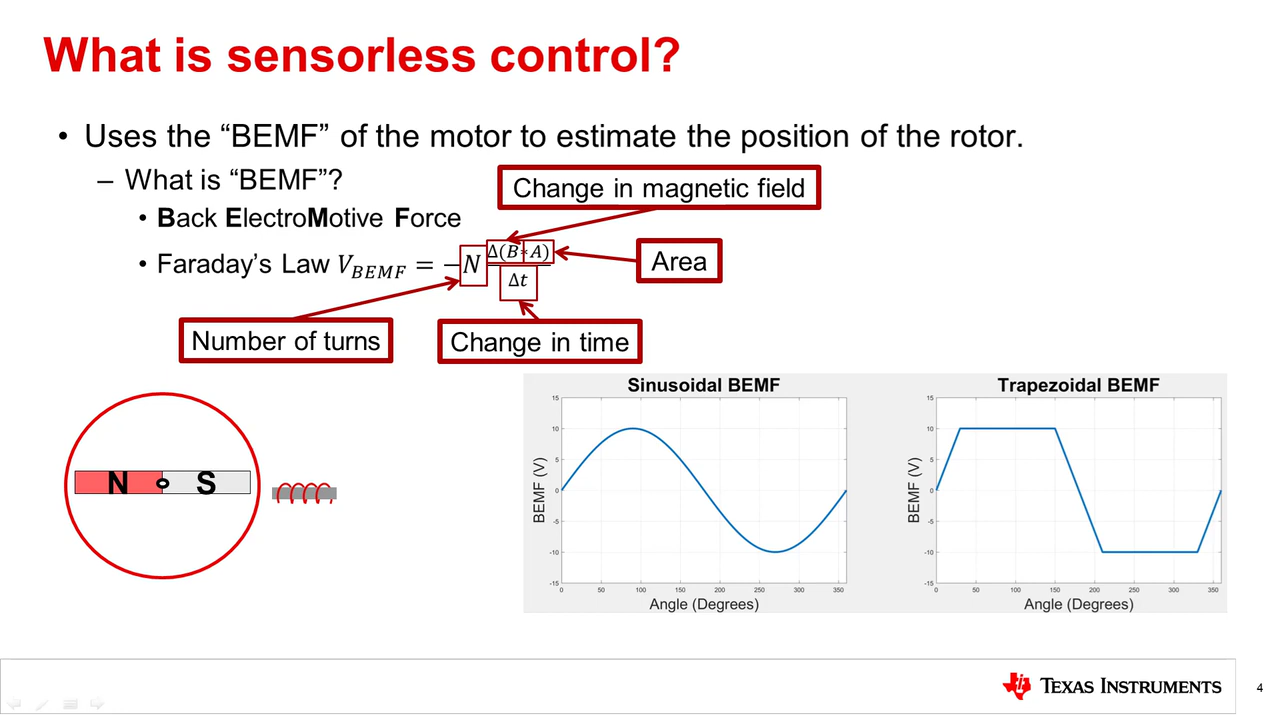 What is sensorless control?
• Uses the “BEMF” of the motor to estimate the position of the rotor.
– What is “BEMF”?
Change in magnetic field
• Back ElectroMotive Force
• Faraday’s Law V_BEMF = −N Δ(B∗A)/Δt
Area
Number of turns
Change in time
N
S
Sinusoidal BEMF
15
10
5
0
-5
-10
-15
0 50 100 150 200 250 300 350
BEMF (V)
Angle (Degrees)
Trapezoidal BEMF
15
10
5
0
-5
-10
-15
0 50 100 150 200 250 300 350
BEMF (V)
Angle (Degrees)
TEXAS INSTRUMENTS
4